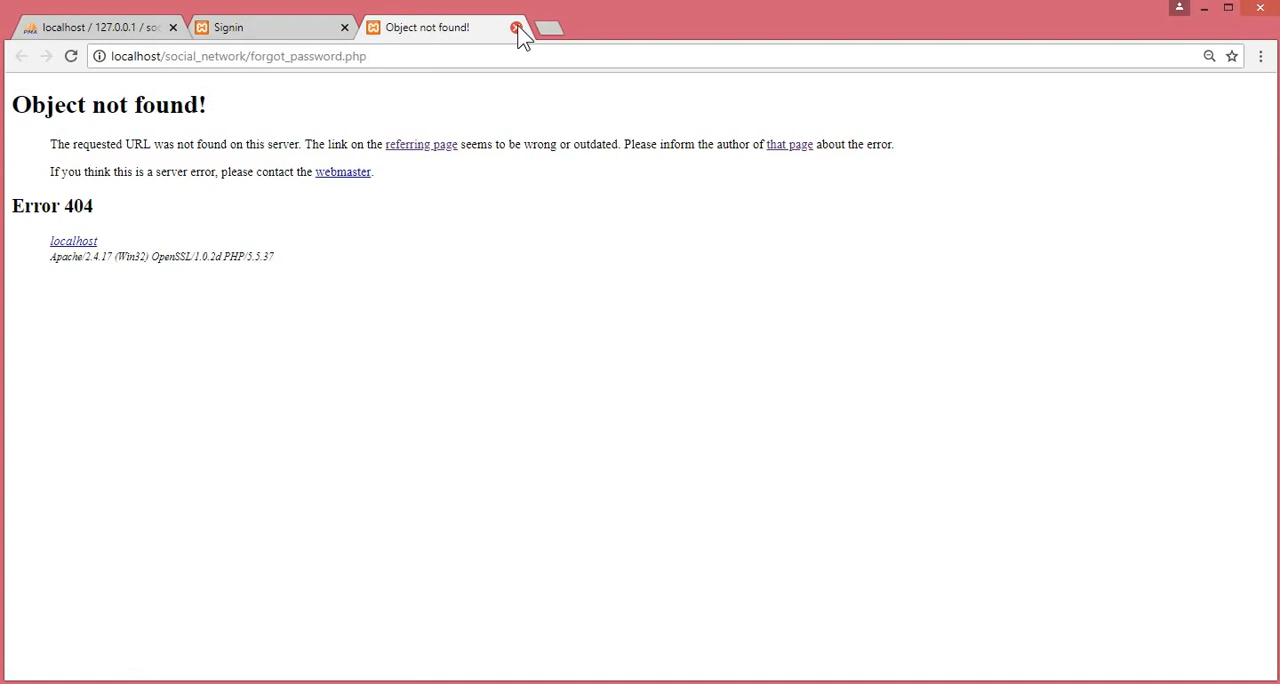 localhost / 127.0.0.1 / soc
Signin
Object not found!
localhost/social_network/forgot_password.php
Object not found!
The requested URL was not found on this server. The link on the referring page seems to be wrong or outdated. Please inform the author of that page about the error.
If you think this is a server error, please contact the webmaster.
Error 404
localhost
Apache/2.4.17 (Win32) OpenSSL/1.0.2d PHP/5.5.37